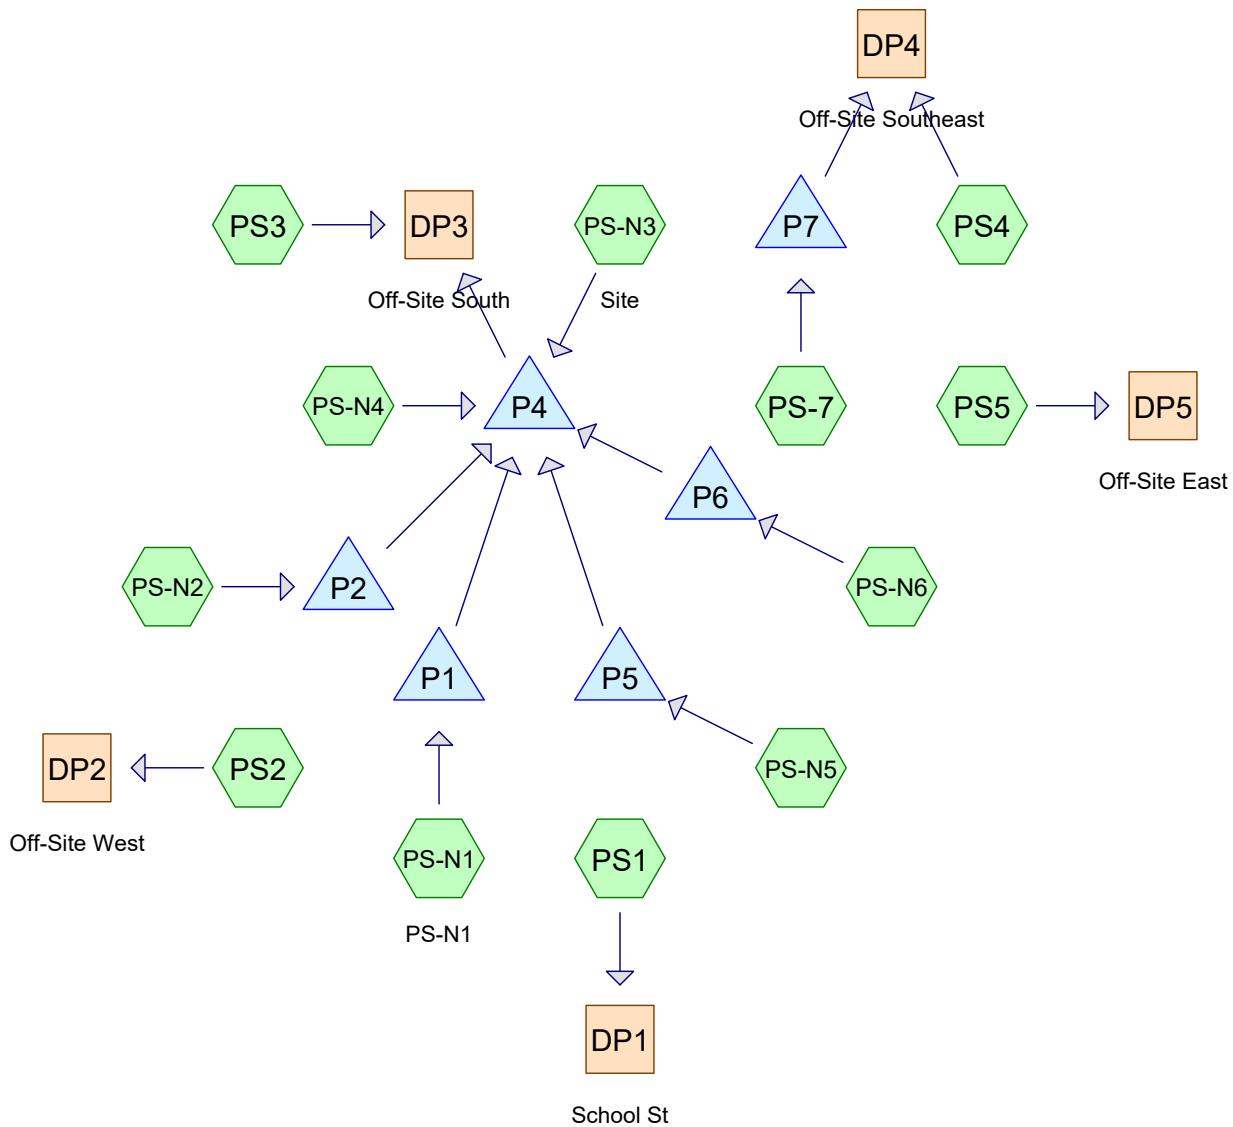 DP4
Off-Site Southeast
PS3
DP3
PS-N3
P7
PS4
Off-Site South
Site
PS-N4
P4
PS-7
PS5
DP5
Off-Site East
P6
PS-N2
P2
PS-N6
P1
P5
DP2
PS2
PS-N5
Off-Site West
PS-N1
PS1
PS-N1
DP1
School St